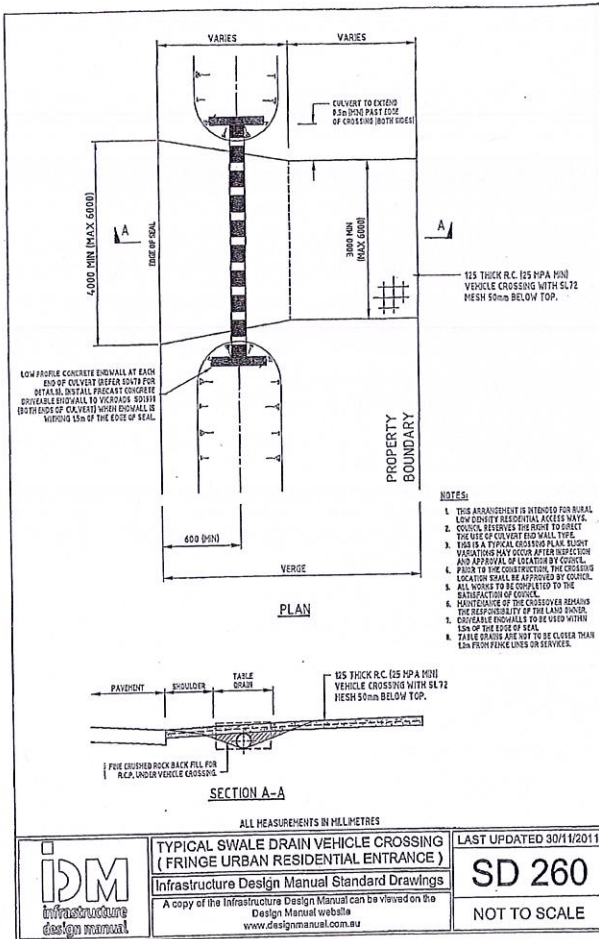 VARIES
VARIES
CULVERT TO EXTEND
0.5m (MIN) PAST EDGE
OF CROSSING (BOTH SIDES)
4000 MIN (MAX 6000)
A
EDGE OF SEAL
3000 MIN
(MAX 6000)
A
125 THICK R.C. (25 MPA MIN)
VEHICLE CROSSING WITH SL72
MESH 50mm BELOW TOP.
LOW PROFILE CONCRETE ENDWALL AT EACH
END OF CULVERT (REFER
DETAILS). INSTALL PRECAST CONCRETE
DRIVEABLE ENDWALL TO VICROADS
(BOTH ENDS OF CULVERT) WHEN ENDWALL IS
WITHING 1.5m OF THE EDGE OF SEAL
PROPERTY
BOUNDARY
600 (MIN)
VERGE
PLAN
NOTES:
1. THIS ARRANGEMENT IS INTENDED FOR RURAL
LOW DENSITY RESIDENTIAL ACCESS WAYS.
2. COUNCIL RESERVES THE RIGHT TO DIRECT
THE USE OF CULVERT END WALL TYPE.
3. THIS IS A TYPICAL CROSSING PLAN. SLIGHT
VARIATIONS MAY OCCUR AFTER INSPECTION
AND APPROVAL OF LOCATION BY COUNCIL.
4. PRIOR TO THE CONSTRUCTION, THE CROSSING
LOCATION SHALL BE APPROVED BY COUNCIL.
5. ALL WORKS TO BE COMPLETED TO THE
SATISFACTION OF COUNCIL.
6. MAINTENANCE OF THE CROSSOVER REMAINS
THE RESPONSIBILITY OF THE LAND OWNER.
7. DRIVEABLE ENDWALLS TO BE USED WITHIN
1.5m OF THE EDGE OF SEAL
8. TABLE DRAINS ARE NOT TO BE CLOSER THAN
1.2m FROM FENCE LINES OR SERVICES.
PAVEMENT
SHOULDER
TABLE
DRAIN
125 THICK R.C. (25 MPA MIN)
VEHICLE CROSSING WITH SL72
MESH 50mm BELOW TOP.
FINE CRUSHED ROCK BACK FILL FOR
R.C.P. UNDER VEHICLE CROSSING.
SECTION A-A
ALL MEASUREMENTS IN MILLIMETRES
iDM
infrastructure
design manual
TYPICAL SWALE DRAIN VEHICLE CROSSING
( FRINGE URBAN RESIDENTIAL ENTRANCE )
Infrastructure Design Manual Standard Drawings
A copy of the Infrastructure Design Manual can be viewed on the
Design Manual website
www.designmanual.com.au
LAST UPDATED 30/11/2011
SD 260
NOT TO SCALE